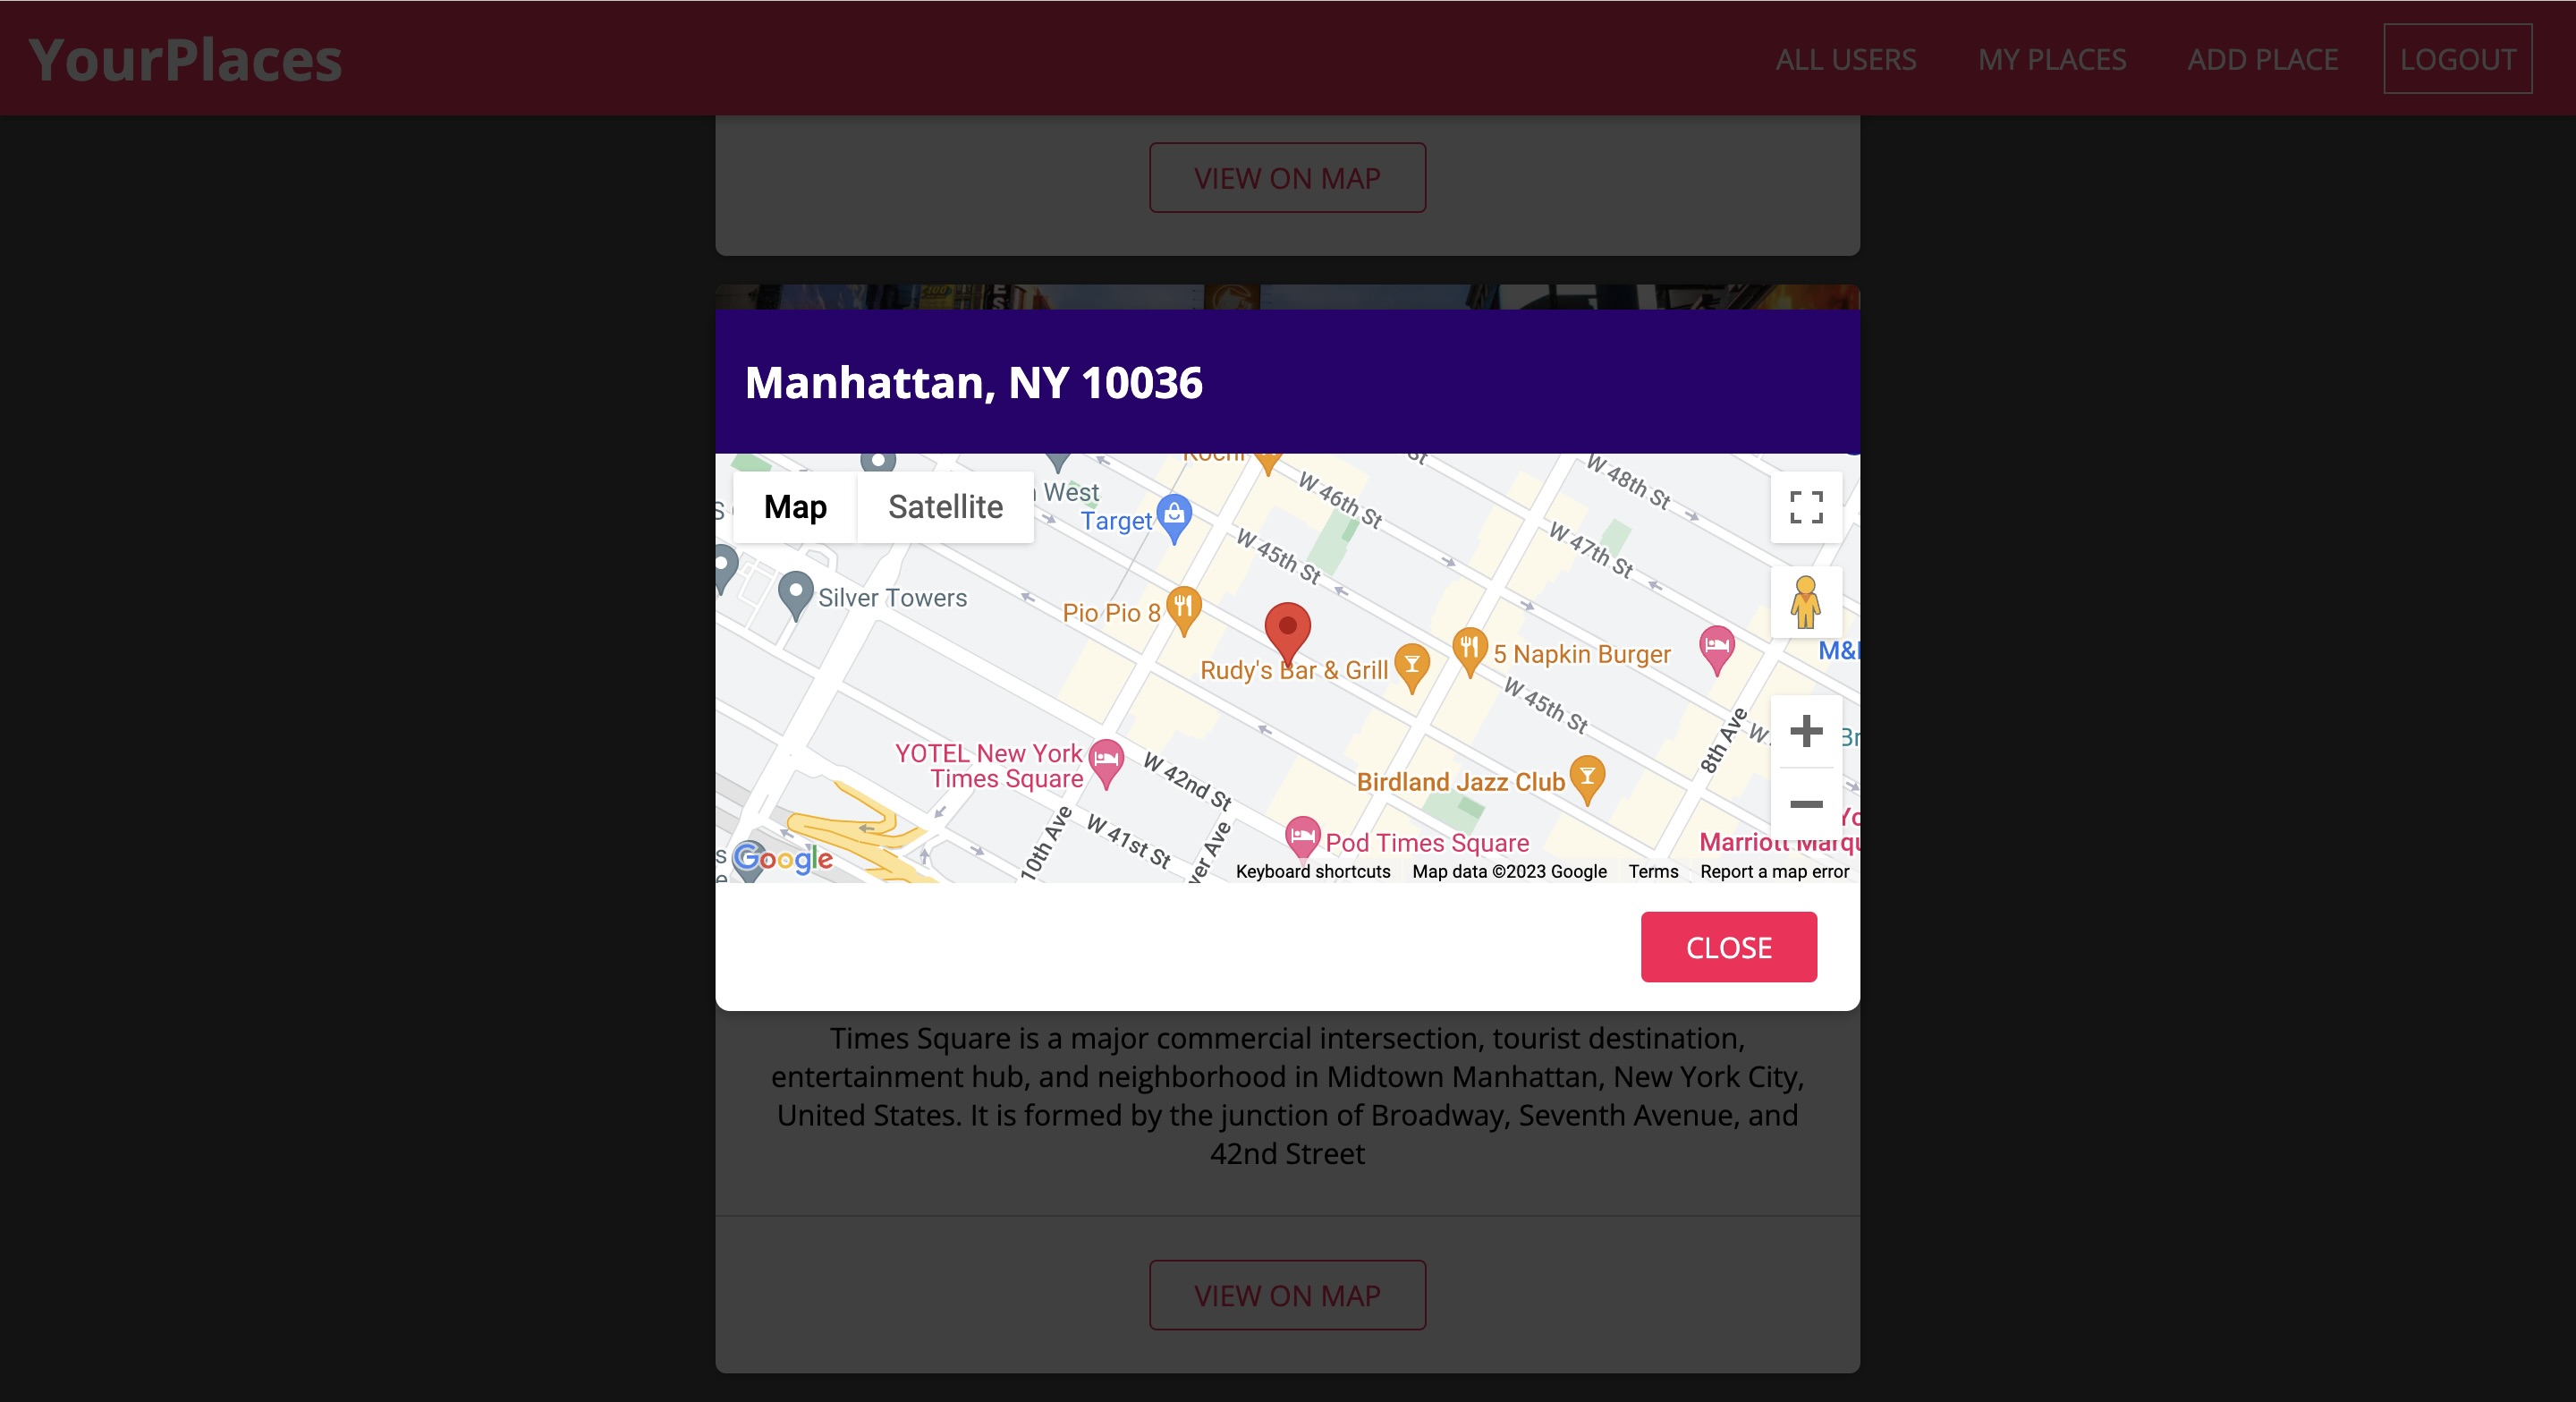 YourPlaces
ALL USERS
MY PLACES
ADD PLACE
LOGOUT
VIEW ON MAP
Manhattan, NY 10036
Map
Satellite
West
Target
W 46th St
W 48th St
W 45th St
W 47th St
Silver Towers
Pio Pio 8
Rudy's Bar & Grill
5 Napkin Burger
W 45th St
8th Ave
YOTEL New York
Times Square
W 42nd St
Birdland Jazz Club
10th Ave
W 41st St
Pod Times Square
Marriott
Google
Keyboard shortcuts
Map data ©2023 Google
Terms
Report a map error
CLOSE
Times Square is a major commercial intersection, tourist destination,
entertainment hub, and neighborhood in Midtown Manhattan, New York City,
United States. It is formed by the junction of Broadway, Seventh Avenue, and
42nd Street
VIEW ON MAP